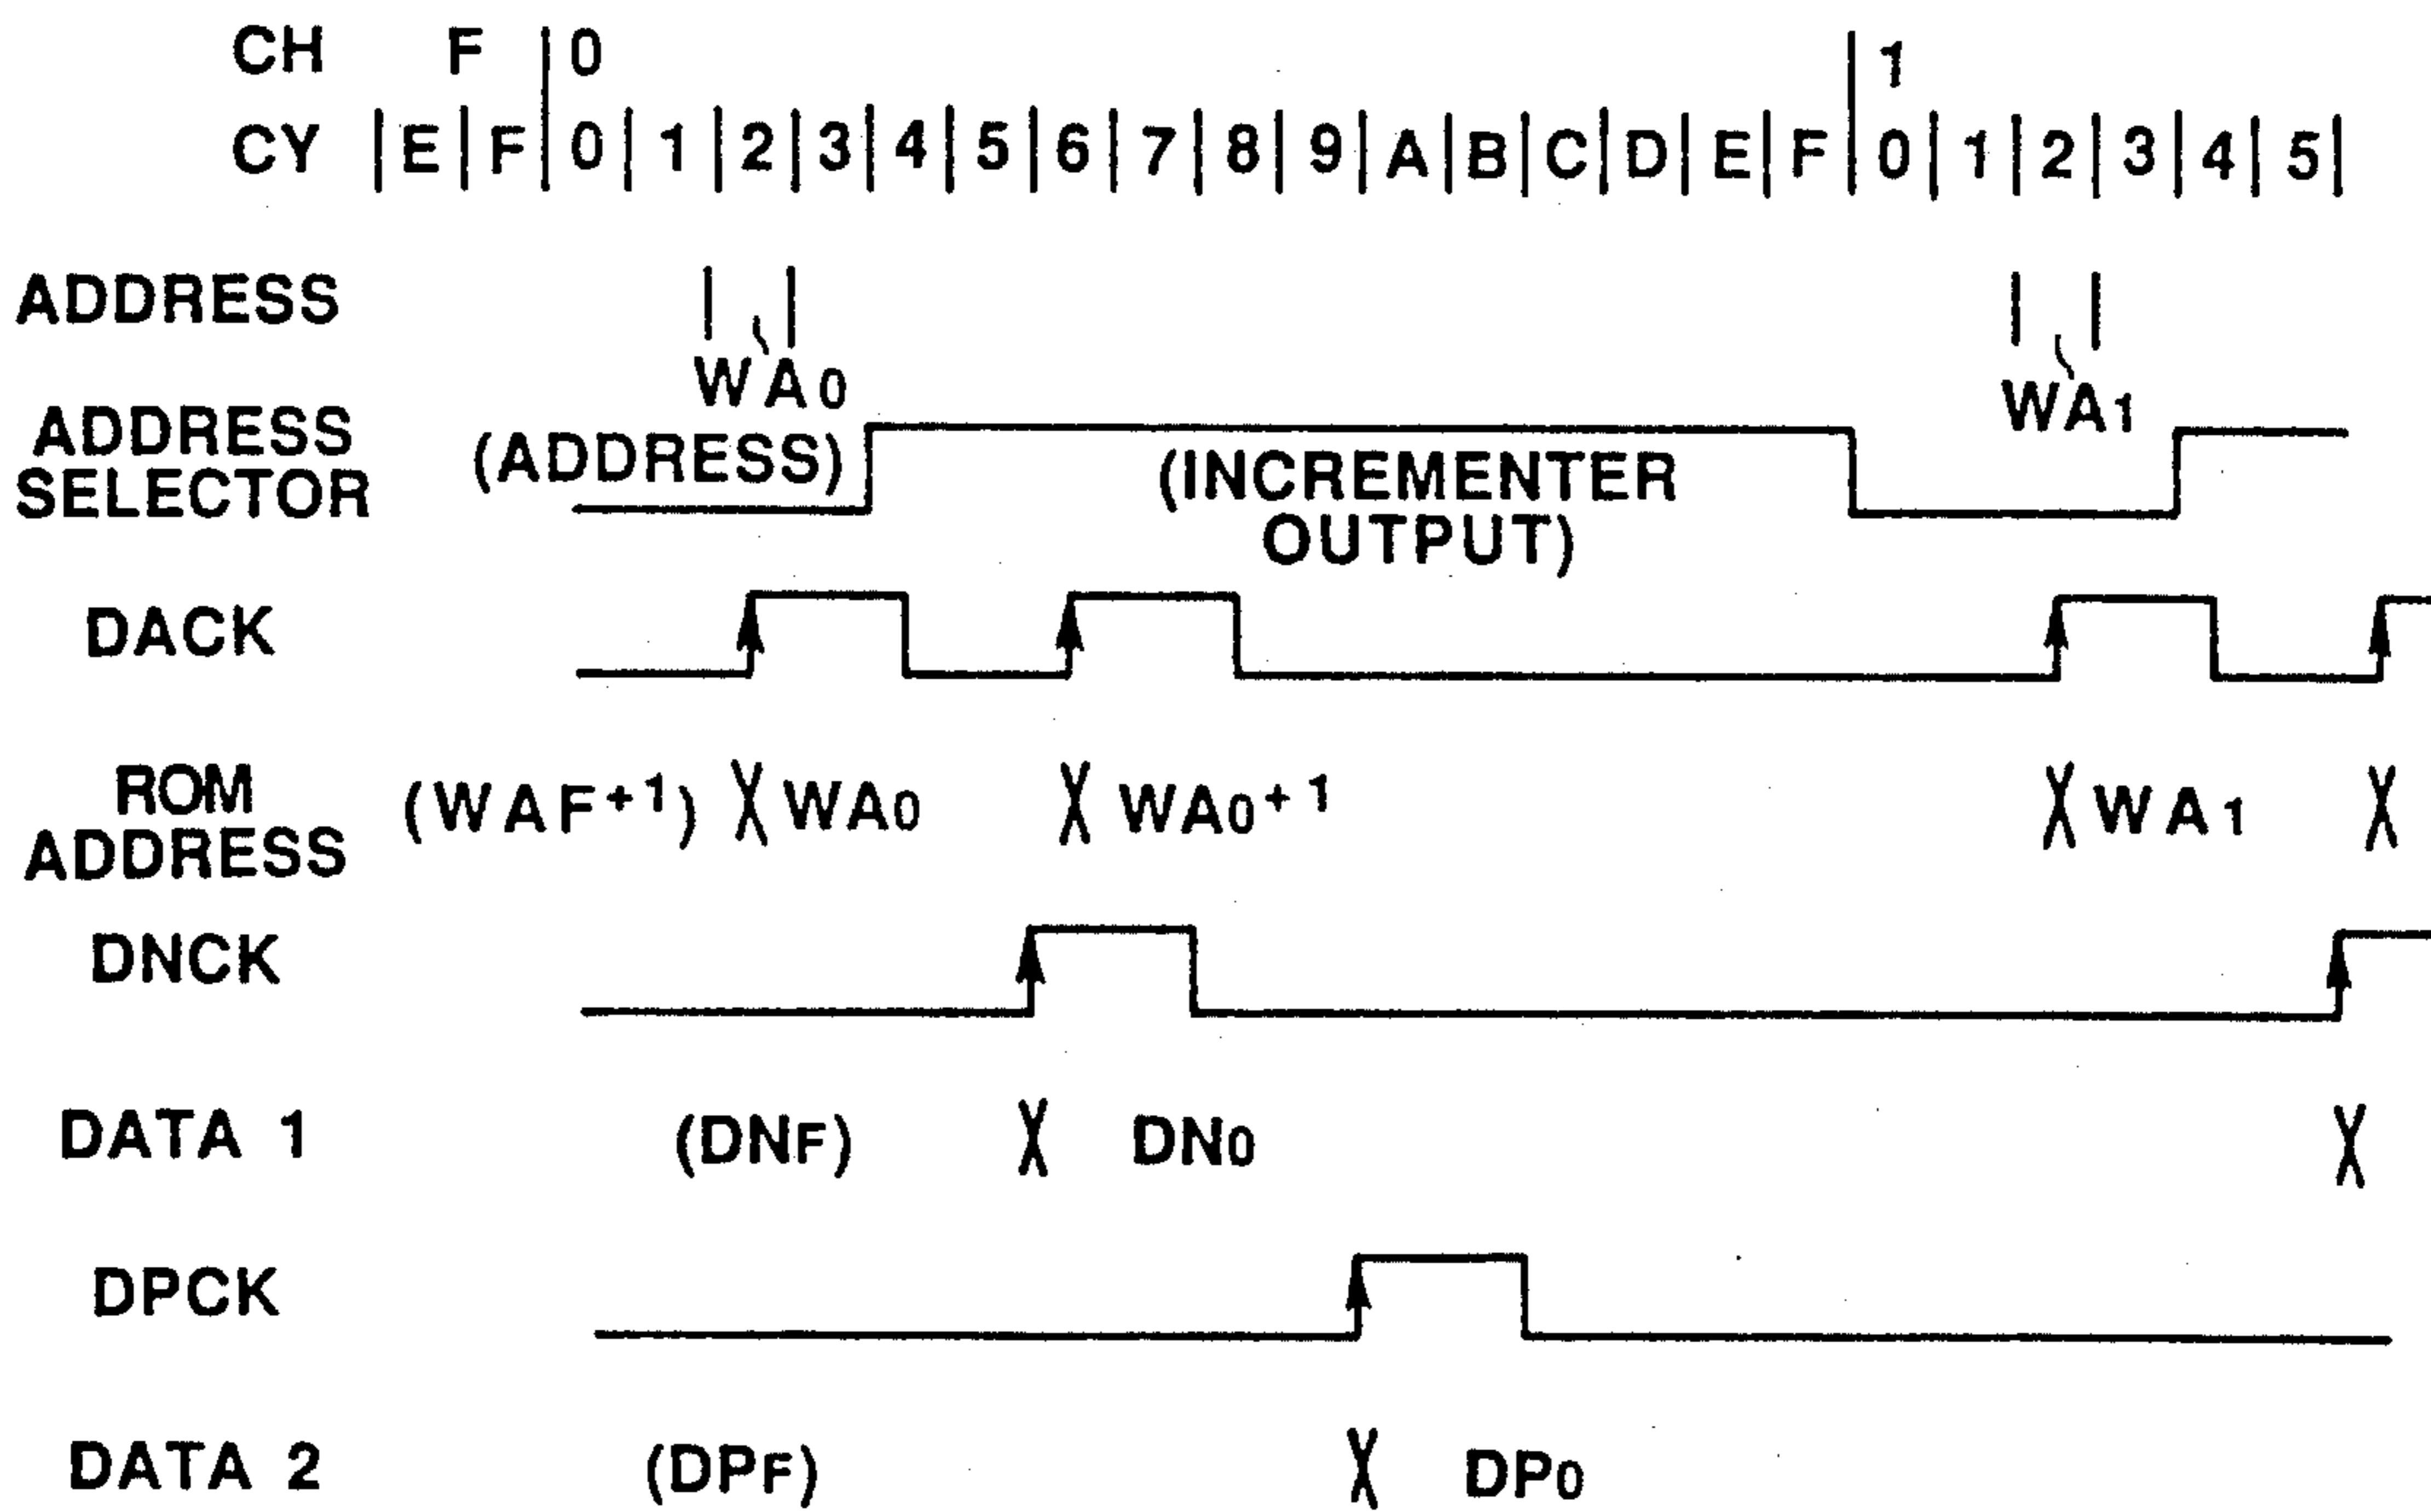 CH F | 0 | 1
CY | E | F | 0 | 1 | 2 | 3 | 4 | 5 | 6 | 7 | 8 | 9 | A | B | C | D | E | F | 0 | 1 | 2 | 3 | 4 | 5 |
ADDRESS
WA0 WA1
ADDRESS
SELECTOR
(ADDRESS)
(INCREMENTER
OUTPUT)
DACK
ROM
ADDRESS
(WAF+1) WA0 WA0+1 WA1
DNCK
DATA 1 (DNF) DN0
DPCK
DATA 2 (DPF) DP0